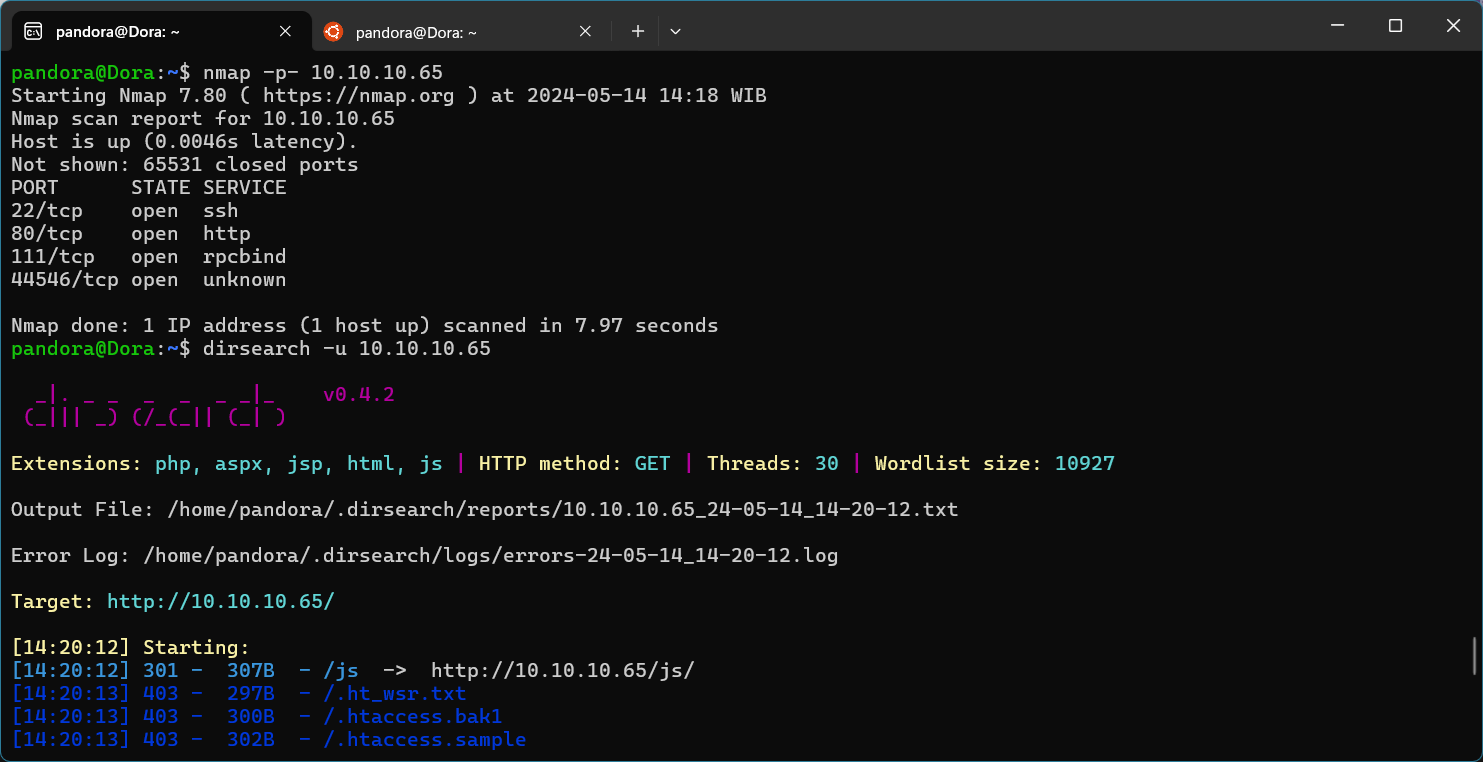 pandora@Dora: ~
pandora@Dora: ~
pandora@Dora:~$ nmap -p- 10.10.10.65
Starting Nmap 7.80 ( https://nmap.org ) at 2024-05-14 14:18 WIB
Nmap scan report for 10.10.10.65
Host is up (0.0046s latency).
Not shown: 65531 closed ports
PORT      STATE SERVICE
22/tcp    open  ssh
80/tcp    open  http
111/tcp   open  rpcbind
44546/tcp open  unknown
Nmap done: 1 IP address (1 host up) scanned in 7.97 seconds
pandora@Dora:~$ dirsearch -u 10.10.10.65
  _|. _ _  _  _  _ _|_    v0.4.2
 (_||| _) (/_(_|| (_| )
Extensions: php, aspx, jsp, html, js | HTTP method: GET | Threads: 30 | Wordlist size: 10927
Output File: /home/pandora/.dirsearch/reports/10.10.10.65_24-05-14_14-20-12.txt
Error Log: /home/pandora/.dirsearch/logs/errors-24-05-14_14-20-12.log
Target: http://10.10.10.65/
[14:20:12] Starting:
[14:20:12] 301 -  307B  - /js  ->  http://10.10.10.65/js/
[14:20:13] 403 -  297B  - /.ht_wsr.txt
[14:20:13] 403 -  300B  - /.htaccess.bak1
[14:20:13] 403 -  302B  - /.htaccess.sample